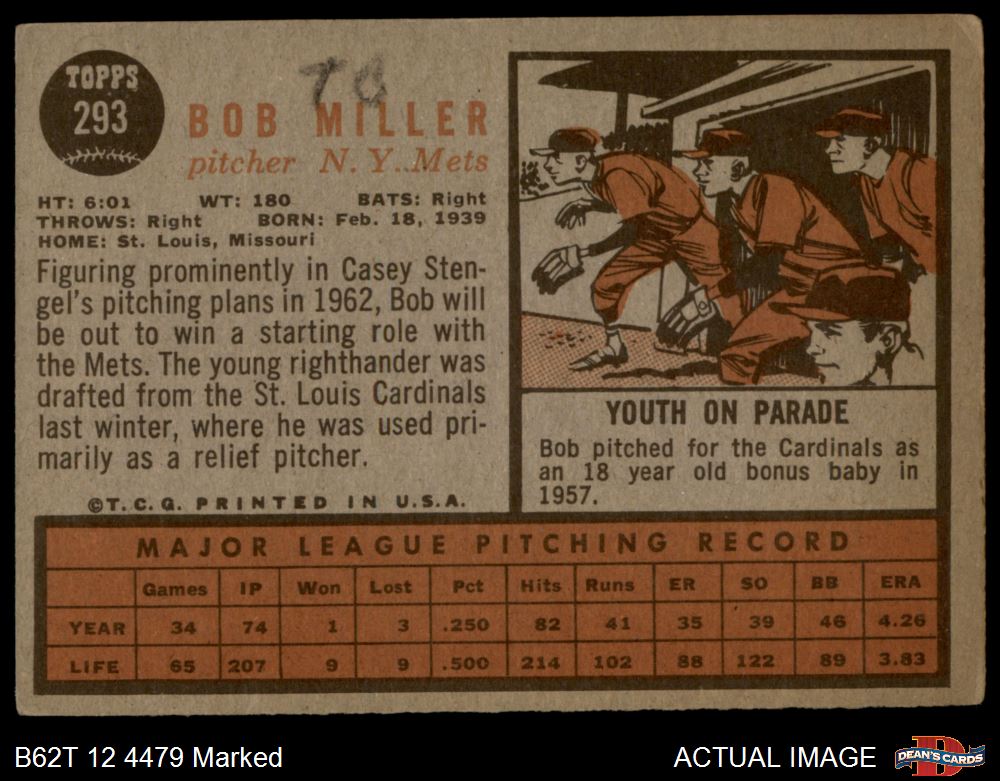 TOPPS
293
TC
BOB MILLER
pitcher N.Y. Mets
HT: 6:01 WT: 180 BATS: Right
THROWS: Right BORN: Feb. 18, 1939
HOME: St. Louis, Missouri
Figuring prominently in Casey Sten-
gel's pitching plans in 1962, Bob will
be out to win a starting role with
the Mets. The young righthander was
drafted from the St. Louis Cardinals
last winter, where he was used pri-
marily as a relief pitcher.
©T.C.G. PRINTED IN U.S.A.
YOUTH ON PARADE
Bob pitched for the Cardinals as
an 18 year old bonus baby in
1957.
MAJOR LEAGUE PITCHING RECORD
Games IP Won Lost Pct Hits Runs ER SO BB ERA
YEAR 34 74 1 3 .250 82 41 35 39 46 4.26
LIFE 65 207 9 9 .500 214 102 88 122 89 3.83
B62T 12 4479 Marked
ACTUAL IMAGE
DEAN'S CARDS